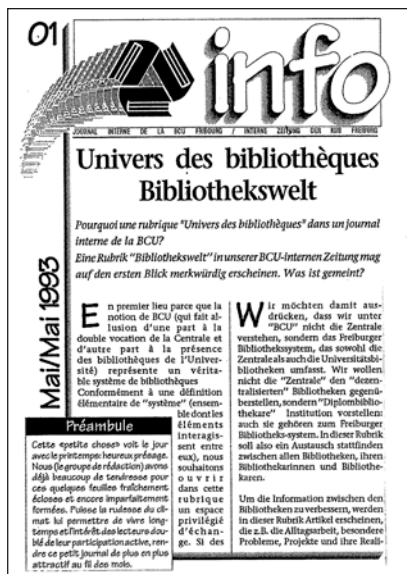 01
info
JOURNAL INTERNE DE LA BCU FRIBOURG / INTERNE ZEITUNG DER KUB FREIBURG
Univers des bibliothèques
Bibliothekswelt
Pourquoi une rubrique "Univers des bibliothèques" dans un journal
interne de la BCU?
Eine Rubrik "Bibliothekswelt" in unserer BCU-internen Zeitung mag
auf den ersten Blick merkwürdig erscheinen. Was ist gemeint?
Mai/Mai 1993
En premier lieu parce que la
notion de BCU (qui fait al-
lusion d'une part à la
double vocation de la Centrale et
d'autre part à la présence
des bibliothèques de l'Univer-
sité) représente un vérita-
ble système de bibliothèques
Conformément à une définition
élémentaire de "système" (ensem-
ble dont les
éléments
interagis-
sent entre
eux), nous
souhaitons
ouvrir
dans cette
rubrique
un espace
privilégié
d'échan-
ge. Si des
Préambule
Cette «petite chose» voit le jour
avec le printemps: heureux présage.
Nous (le groupe de rédaction) avons
déjà beaucoup de tendresse pour
ces quelques feuilles fraîchement
écloses et encore imparfaitement
formées. Puisse la rudesse du cli-
mat lui permettre de vivre long-
temps et l'intérêt des lecteurs dou-
blé de leur participation active, ren-
dre ce petit journal de plus en plus
attractif au fil des mois.
Wir möchten damit aus-
drücken, dass wir unter
"BCU" nicht die Zentrale
verstehen, sondern das Freiburger
Bibliothekssystem, das sowohl die
Zentrale als auch die Universitätsbi-
bliotheken umfasst. Wir wollen
nicht die "Zentrale" den "dezen-
tralisierten" Bibliotheken gegenü-
berstellen, sondern "Diplombiblio-
thekare" Institution vorstellen:
auch sie gehören zum Freiburger
Bibliotheks-system. In dieser Rubrik
soll also ein Austausch stattfinden
zwischen allen Bibliotheken, ihren
Bibliothekarinnen und Bibliothe-
karen.
Um die Information zwischen den
Bibliotheken zu verbessern, werden
in dieser Rubrik Artikel erscheinen,
die z.B. die Alltagsarbeit, besondere
Probleme, Projekte und ihre Reali-